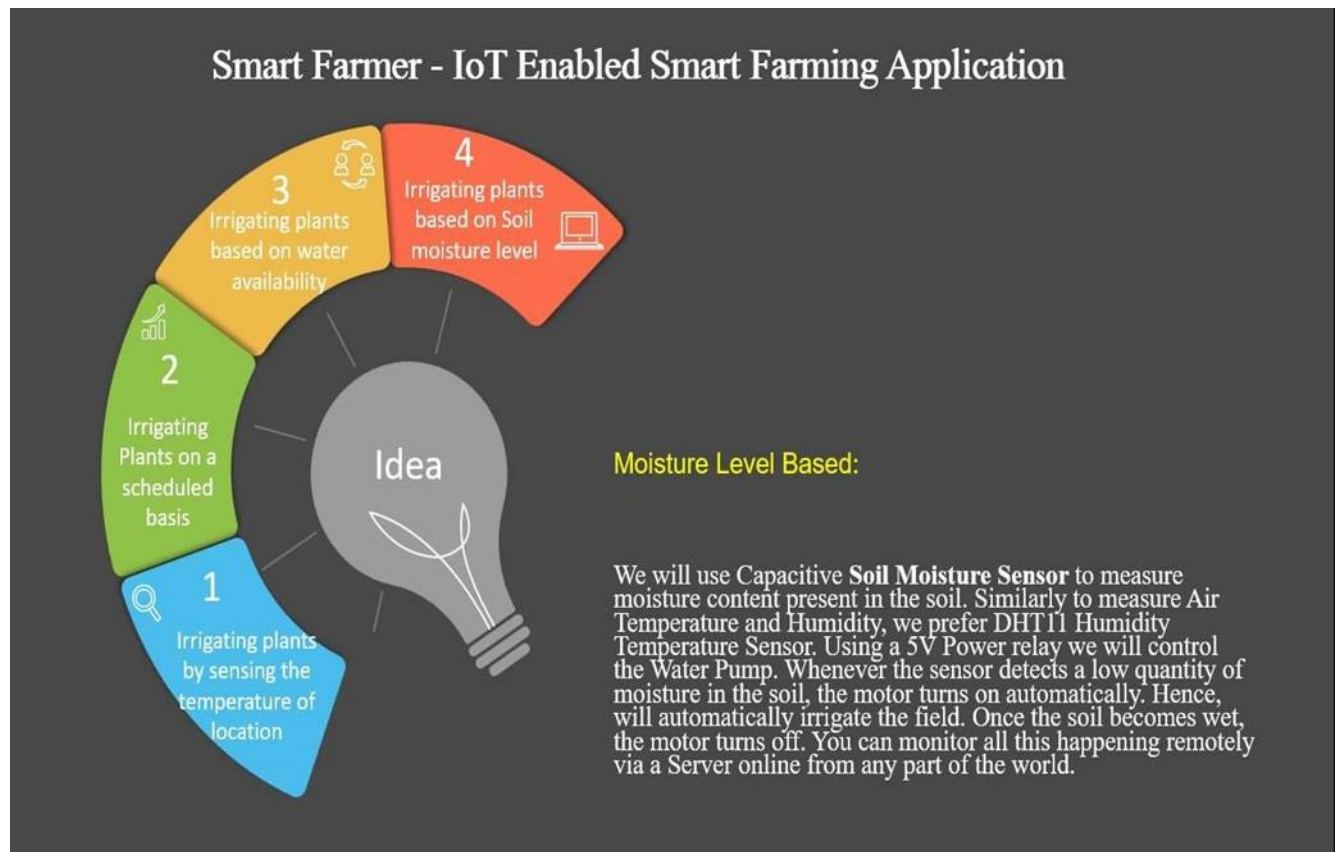 Smart Farmer - IoT Enabled Smart Farming Application
4
Irrigating plants
based on Soil
moisture level
3
Irrigating plants
based on water
availability
2
Irrigating
Plants on a
scheduled
basis
1
Irrigating plants
by sensing the
temperature of
location
Idea
Moisture Level Based:
We will use Capacitive Soil Moisture Sensor to measure
moisture content present in the soil. Similarly to measure Air
Temperature and Humidity, we prefer DHT11 Humidity
Temperature Sensor. Using a 5V Power relay we will control
the Water Pump. Whenever the sensor detects a low quantity of
moisture in the soil, the motor turns on automatically. Hence,
will automatically irrigate the field. Once the soil becomes wet,
the motor turns off. You can monitor all this happening remotely
via a Server online from any part of the world.